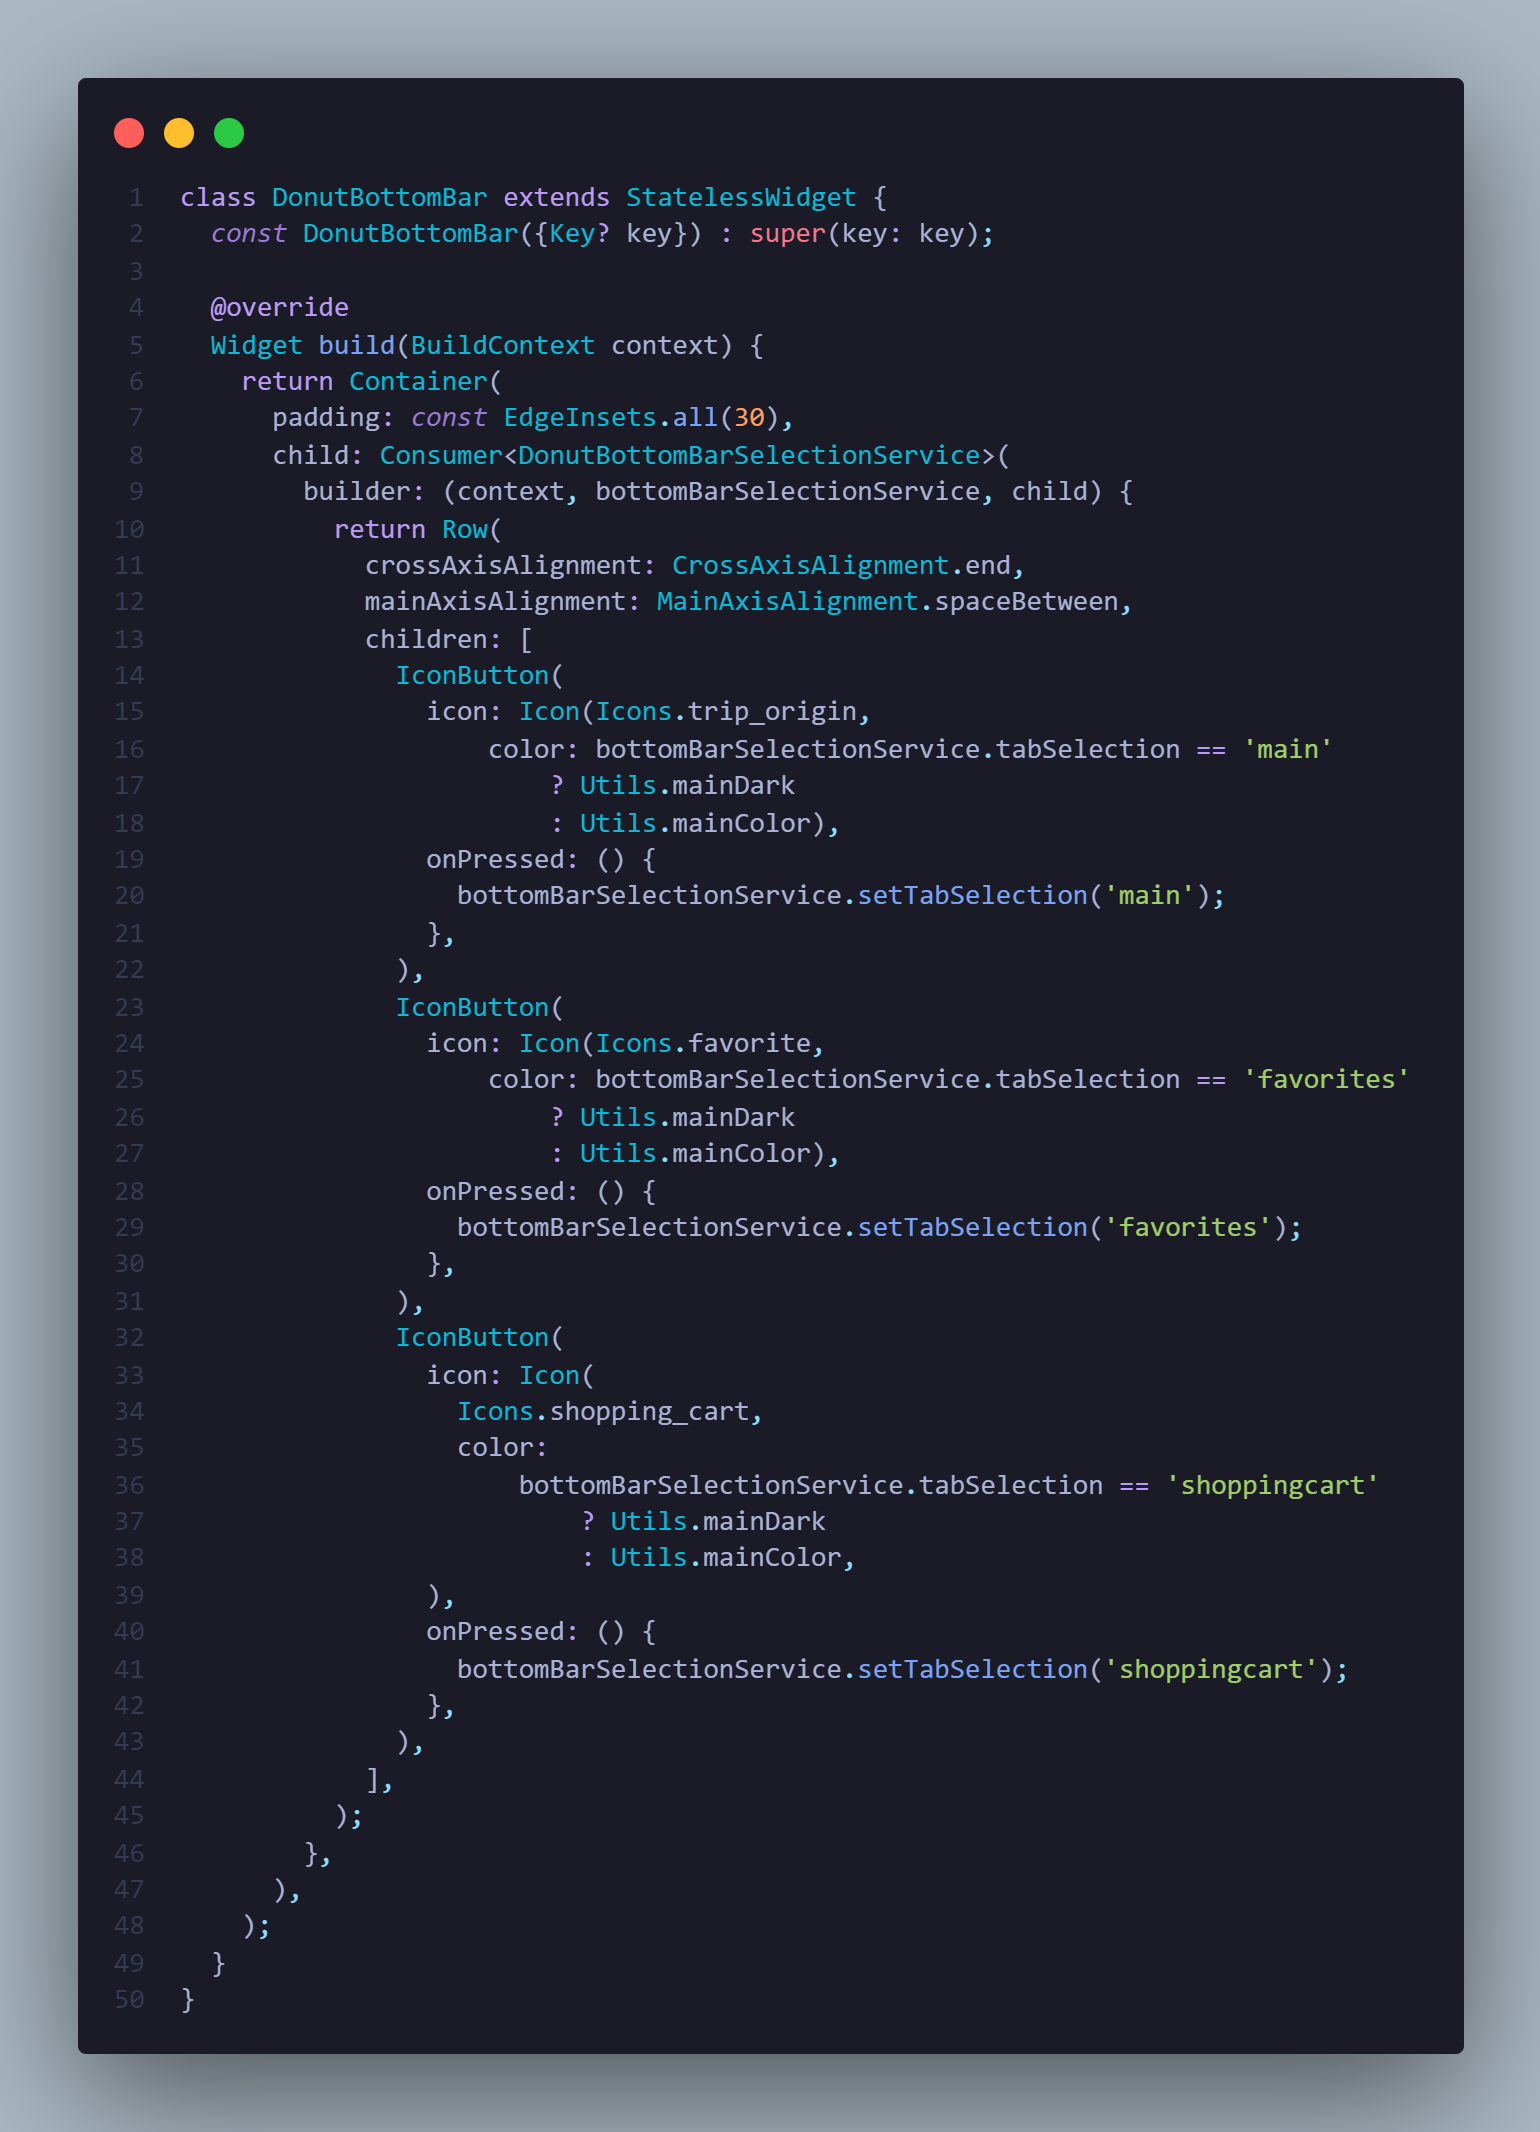 1 class DonutBottomBar extends StatelessWidget {
2   const DonutBottomBar({Key? key}) : super(key: key);
3
4   @override
5   Widget build(BuildContext context) {
6     return Container(
7       padding: const EdgeInsets.all(30),
8       child: Consumer<DonutBottomBarSelectionService>(
9         builder: (context, bottomBarSelectionService, child) {
10           return Row(
11             crossAxisAlignment: CrossAxisAlignment.end,
12             mainAxisAlignment: MainAxisAlignment.spaceBetween,
13             children: [
14               IconButton(
15                 icon: Icon(Icons.trip_origin,
16                     color: bottomBarSelectionService.tabSelection == 'main'
17                         ? Utils.mainDark
18                         : Utils.mainColor),
19                 onPressed: () {
20                   bottomBarSelectionService.setTabSelection('main');
21                 },
22               ),
23               IconButton(
24                 icon: Icon(Icons.favorite,
25                     color: bottomBarSelectionService.tabSelection == 'favorites'
26                         ? Utils.mainDark
27                         : Utils.mainColor),
28                 onPressed: () {
29                   bottomBarSelectionService.setTabSelection('favorites');
30                 },
31               ),
32               IconButton(
33                 icon: Icon(
34                   Icons.shopping_cart,
35                   color:
36                       bottomBarSelectionService.tabSelection == 'shoppingcart'
37                           ? Utils.mainDark
38                           : Utils.mainColor,
39                 ),
40                 onPressed: () {
41                   bottomBarSelectionService.setTabSelection('shoppingcart');
42                 },
43               ),
44             ],
45           );
46         },
47       ),
48     );
49   }
50 }